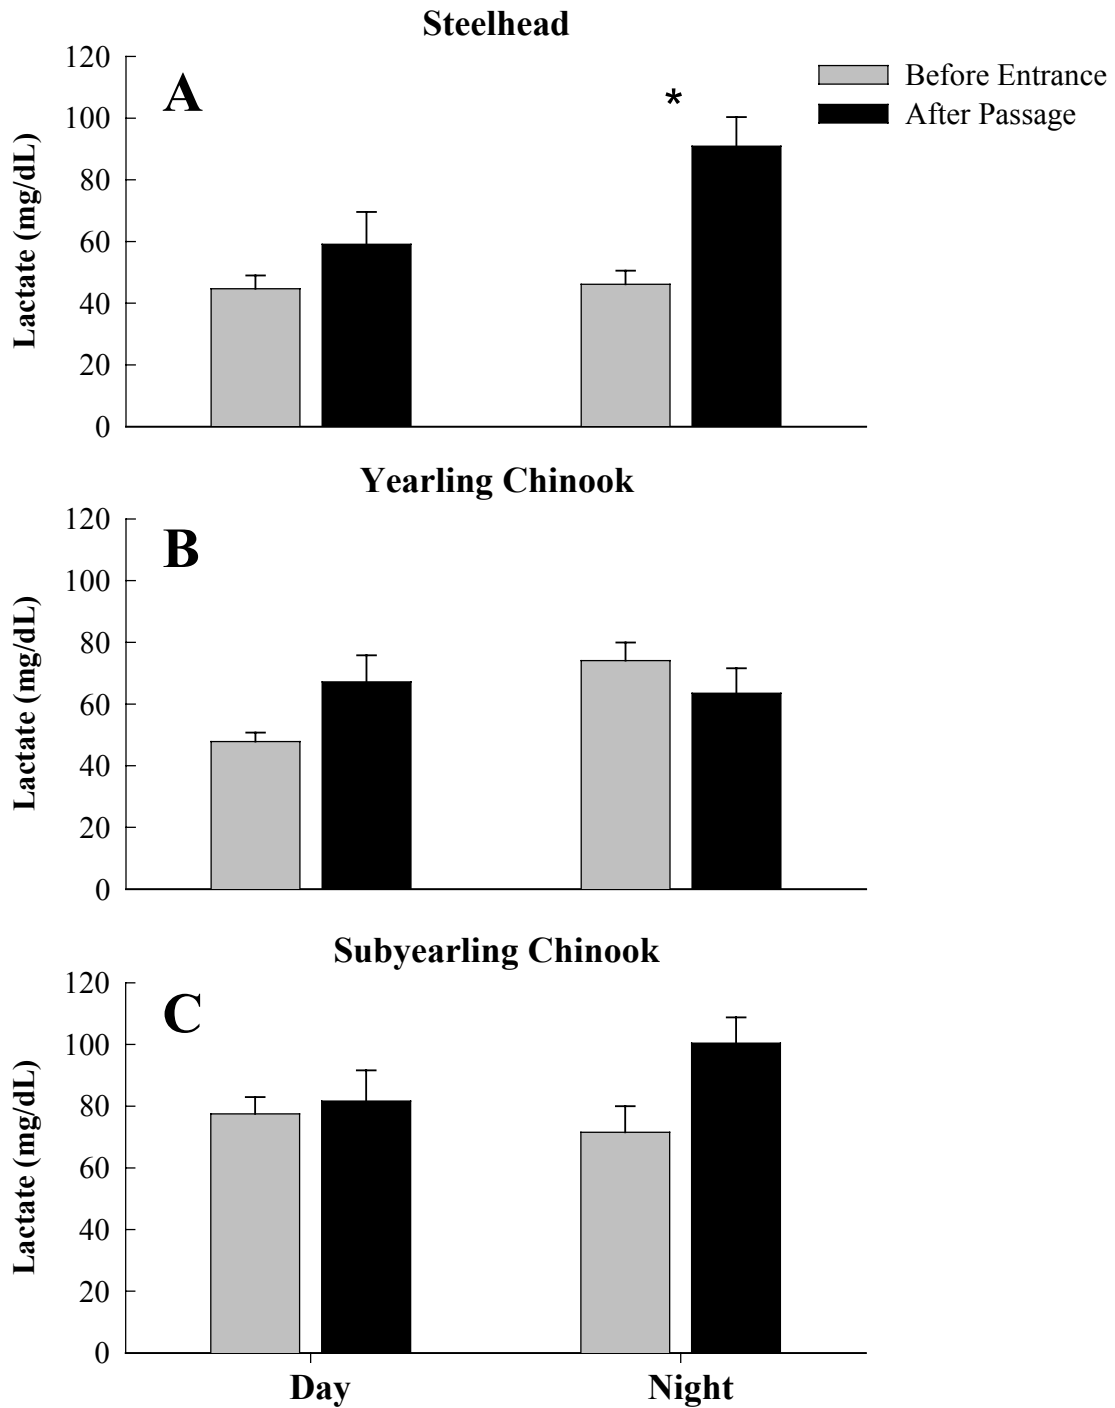 Steelhead
120
100
80
60
40
20
0
Lactate (mg/dL)
A
*
Before Entrance
After Passage
Yearling Chinook
120
100
80
60
40
20
0
Lactate (mg/dL)
B
Subyearling Chinook
120
100
80
60
40
20
0
Lactate (mg/dL)
C
Day
Night